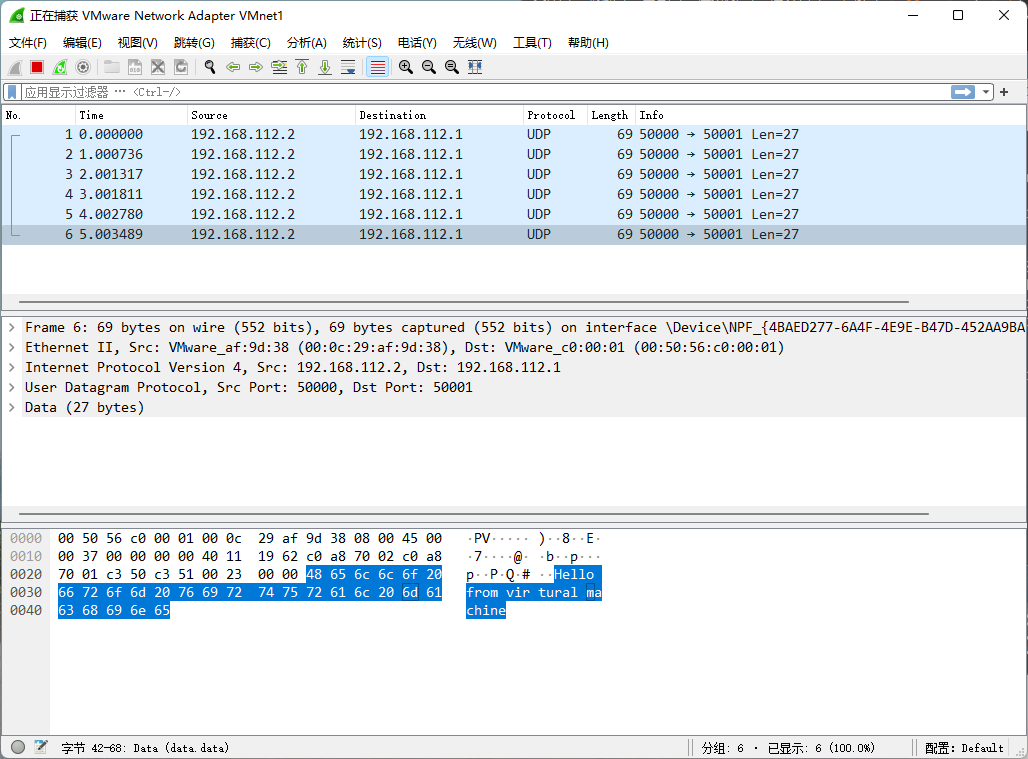 正在捕获 VMware Network Adapter VMnet1
文件(F) 编辑(E) 视图(V) 跳转(G) 捕获(C) 分析(A) 统计(S) 电话(Y) 无线(W) 工具(T) 帮助(H)
应用显示过滤器 … <Ctrl-/>
No. Time Source Destination Protocol Length Info
1 0.000000 192.168.112.2 192.168.112.1 UDP 69 50000 → 50001 Len=27
2 1.000736 192.168.112.2 192.168.112.1 UDP 69 50000 → 50001 Len=27
3 2.001317 192.168.112.2 192.168.112.1 UDP 69 50000 → 50001 Len=27
4 3.001811 192.168.112.2 192.168.112.1 UDP 69 50000 → 50001 Len=27
5 4.002780 192.168.112.2 192.168.112.1 UDP 69 50000 → 50001 Len=27
6 5.003489 192.168.112.2 192.168.112.1 UDP 69 50000 → 50001 Len=27
Frame 6: 69 bytes on wire (552 bits), 69 bytes captured (552 bits) on interface \Device\NPF_{4BAED277-6A4F-4E9E-B47D-452AA9BA
Ethernet II, Src: VMware_af:9d:38 (00:0c:29:af:9d:38), Dst: VMware_c0:00:01 (00:50:56:c0:00:01)
Internet Protocol Version 4, Src: 192.168.112.2, Dst: 192.168.112.1
User Datagram Protocol, Src Port: 50000, Dst Port: 50001
Data (27 bytes)
0000 00 50 56 c0 00 01 00 0c 29 af 9d 38 08 00 45 00 ·PV····· )··8··E·
0010 00 37 00 00 00 00 40 11 19 62 c0 a8 70 02 c0 a8 ·7····@· ·b··p···
0020 70 01 c3 50 c3 51 00 23 00 00 48 65 6c 6c 6f 20 p··P·Q·# ··Hello
0030 66 72 6f 6d 20 76 69 72 74 75 72 61 6c 20 6d 61 from vir tural ma
0040 63 68 69 6e 65 chine
字节 42-68: Data (data.data) 分组: 6 · 已显示: 6 (100.0%) 配置: Default